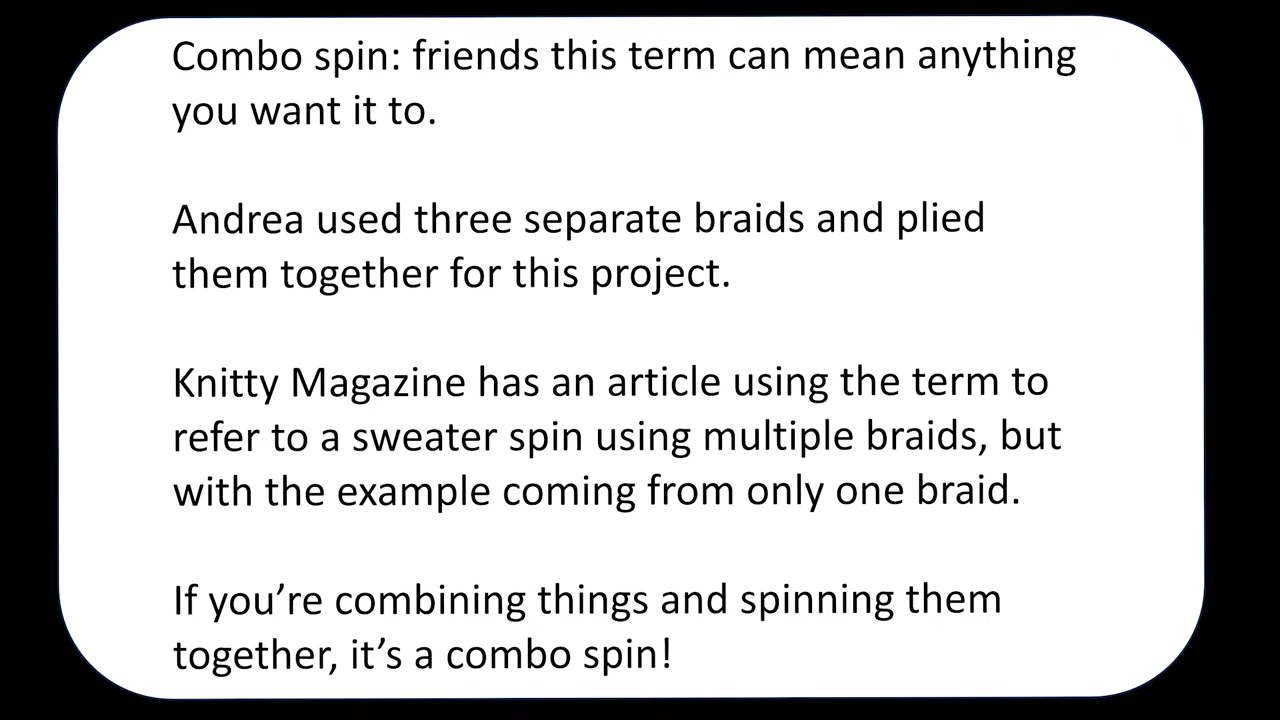 Combo spin: friends this term can mean anything
you want it to.
Andrea used three separate braids and plied
them together for this project.
Knitty Magazine has an article using the term to
refer to a sweater spin using multiple braids, but
with the example coming from only one braid.
If you’re combining things and spinning them
together, it’s a combo spin!